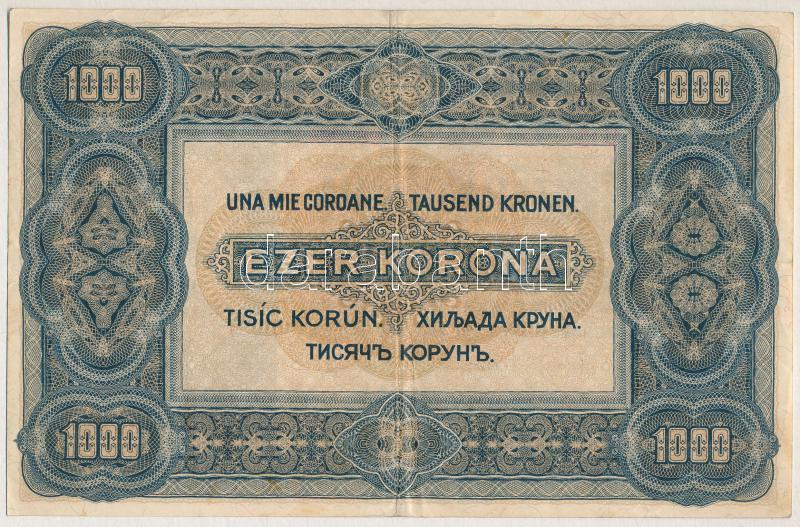 1000 1000
UNA MIE COROANE. TAUSEND KRONEN.
EZER KORONA
TISÍC KORÚN. ХИЉАДА КРУНА.
ТИСЯЧЪ КОРУНЪ.
1000 1000